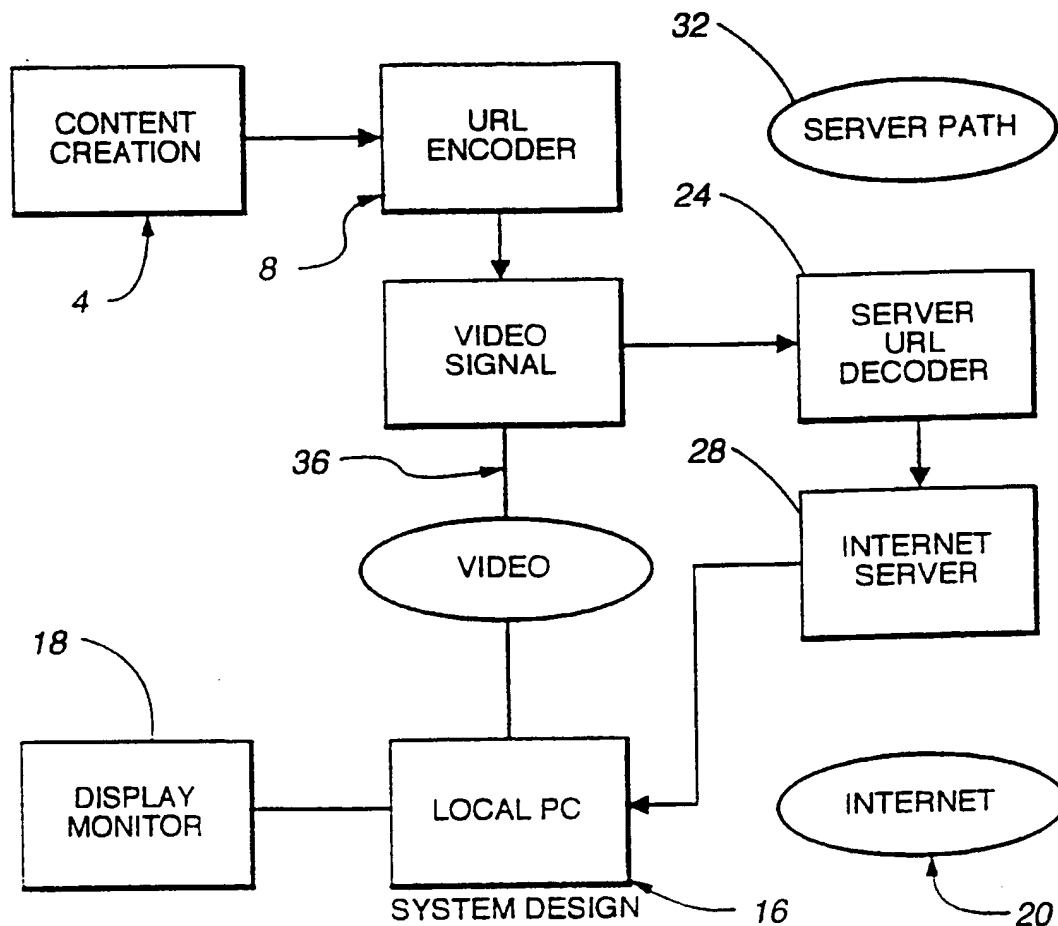 32
CONTENT
CREATION
URL
ENCODER
SERVER PATH
4
8
24
VIDEO
SIGNAL
SERVER
URL
DECODER
36
28
VIDEO
INTERNET
SERVER
18
DISPLAY
MONITOR
LOCAL PC
INTERNET
SYSTEM DESIGN
16
20